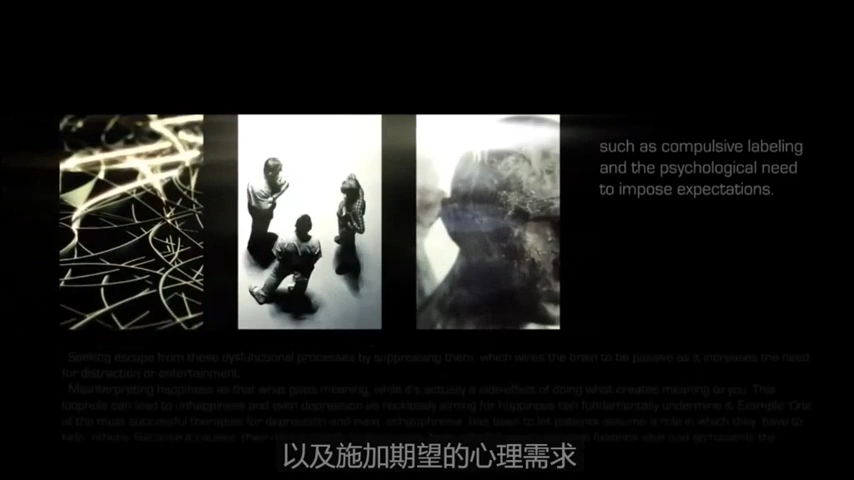 such as compulsive labeling
and the psychological need
to impose expectations.
Seeking escape from these dysfunctional processes by suppressing them, which wires the brain to be passive as it increases the need
for distraction or entertainment.
Misinterpreting happiness as that what gives meaning, while it's actually a side-effect of doing what creates meaning to you. This
loophole can lead to unhappiness and even depression as recklessly aiming for happiness can fundamentally undermine it. Example: One
of the most successful therapies for depression and even schizophrenia has been to let patients assume a role in which they have to
help others. Because it causes
以及施加期望的心理需求